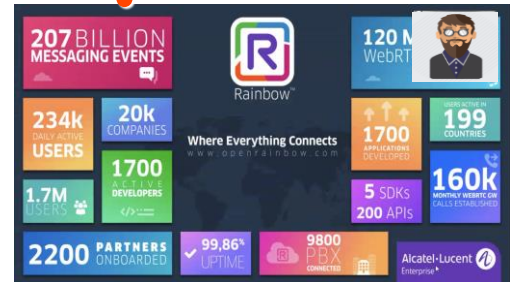 207 BILLION
MESSAGING EVENTS
R
Rainbow™
120 M
WebRT
234k
DAILY ACTIVE
USERS
20k
COMPANIES
Where Everything Connects
www.openrainbow.com
1700
APPLICATIONS
DEVELOPED
USERS ACTIVE IN
199
COUNTRIES
1700
ACTIVE
DEVELOPERS
</>
1.7M
USERS
5 SDKs
200 APIs
160k
MONTHLY WEBRTC GW
CALLS ESTABLISHED
2200 PARTNERS
ONBOARDED
99,86%
UPTIME
R
9800
PBX
CONNECTED
Alcatel•Lucent
Enterprise